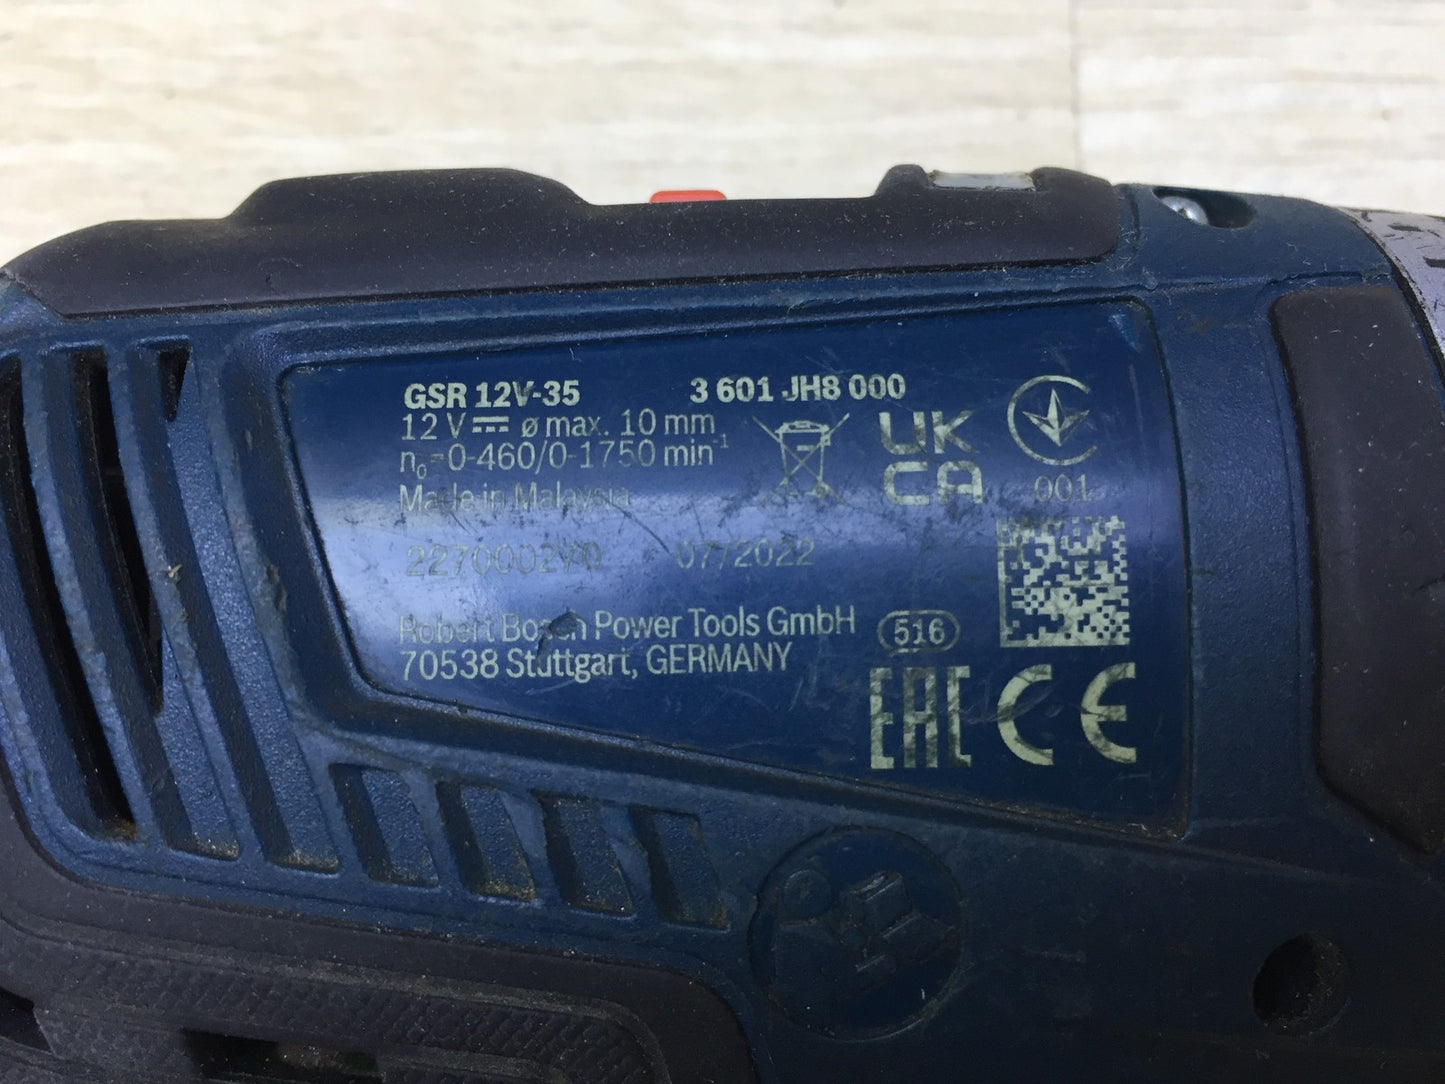 GSR 12V-35 3 601 JH8 000
12 V ⎓ ø max. 10 mm
n₀=0-460/0-1750 min⁻¹
Made in Malaysia
UK
CA
001
227000270 07/2022
Robert Bosch Power Tools GmbH
70538 Stuttgart, GERMANY
516
EAC CE